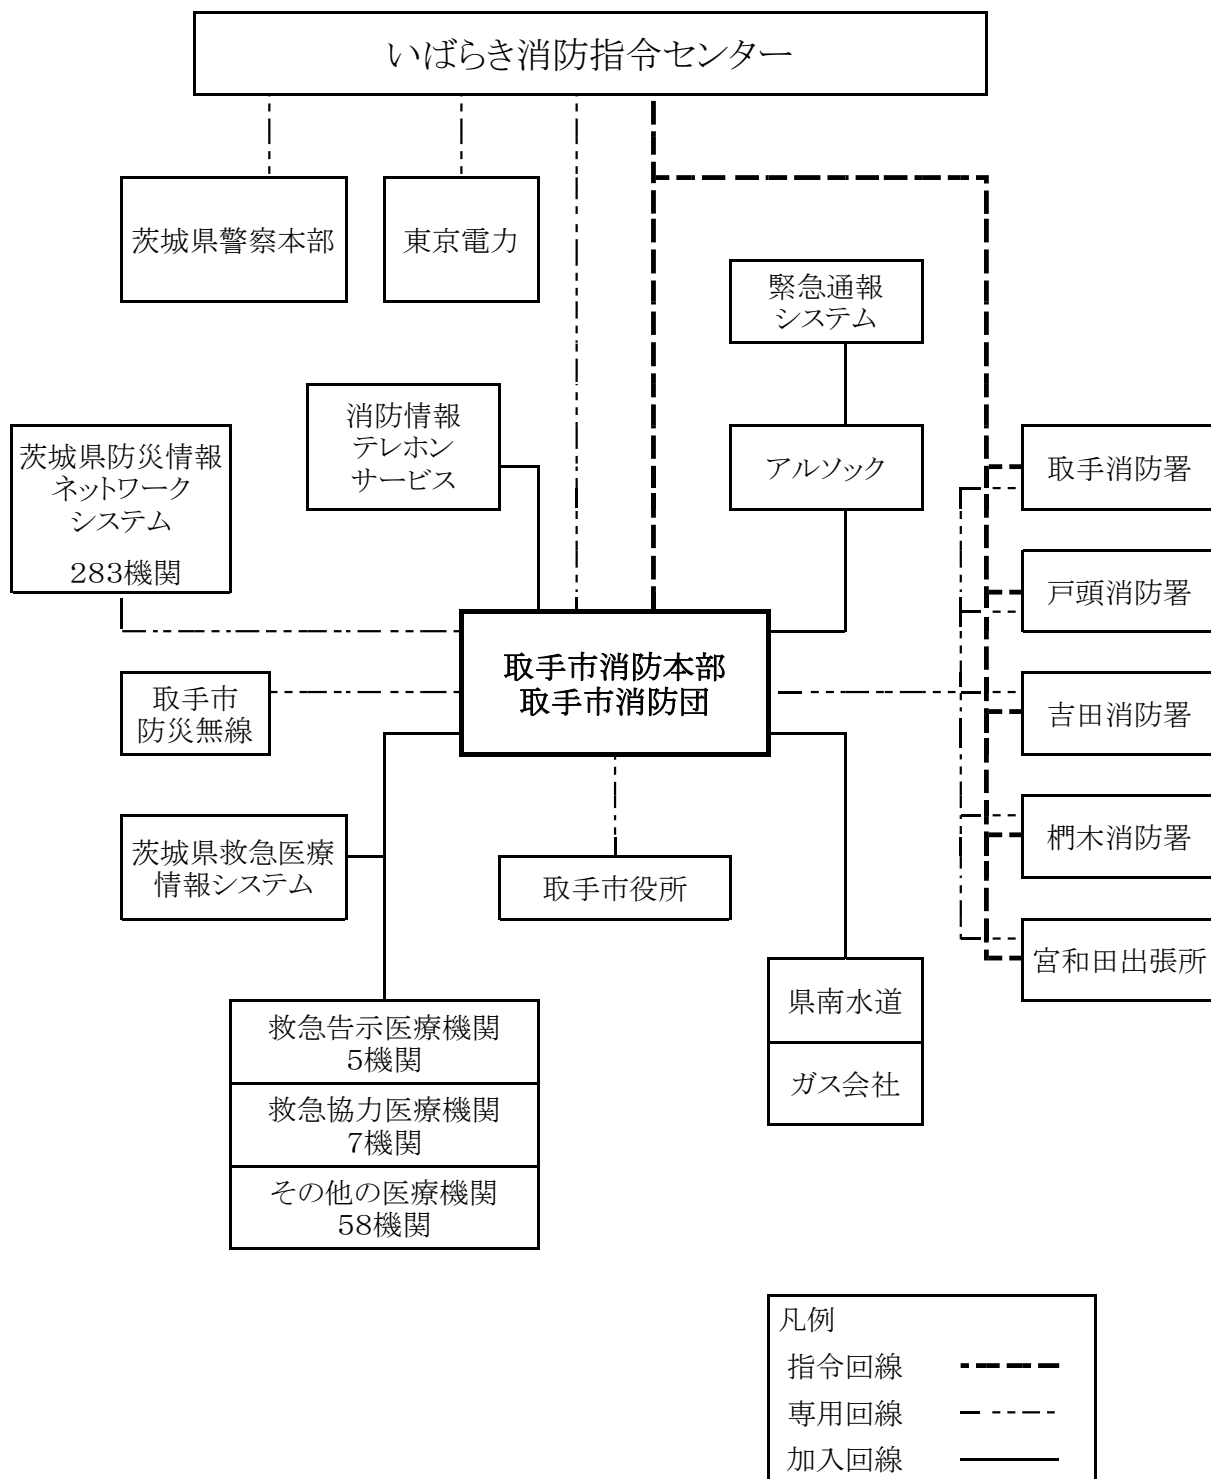 いばらき消防指令センター
茨城県警察本部
東京電力
緊急通報
システム
消防情報
テレホン
サービス
茨城県防災情報
ネットワーク
システム
283機関
アルソック
取手消防署
戸頭消防署
取手市消防本部
取手市消防団
取手市
防災無線
吉田消防署
茨城県救急医療
情報システム
取手市役所
椚木消防署
宮和田出張所
県南水道
ガス会社
救急告示医療機関
5機関
救急協力医療機関
7機関
その他の医療機関
58機関
凡例
指令回線
専用回線
加入回線